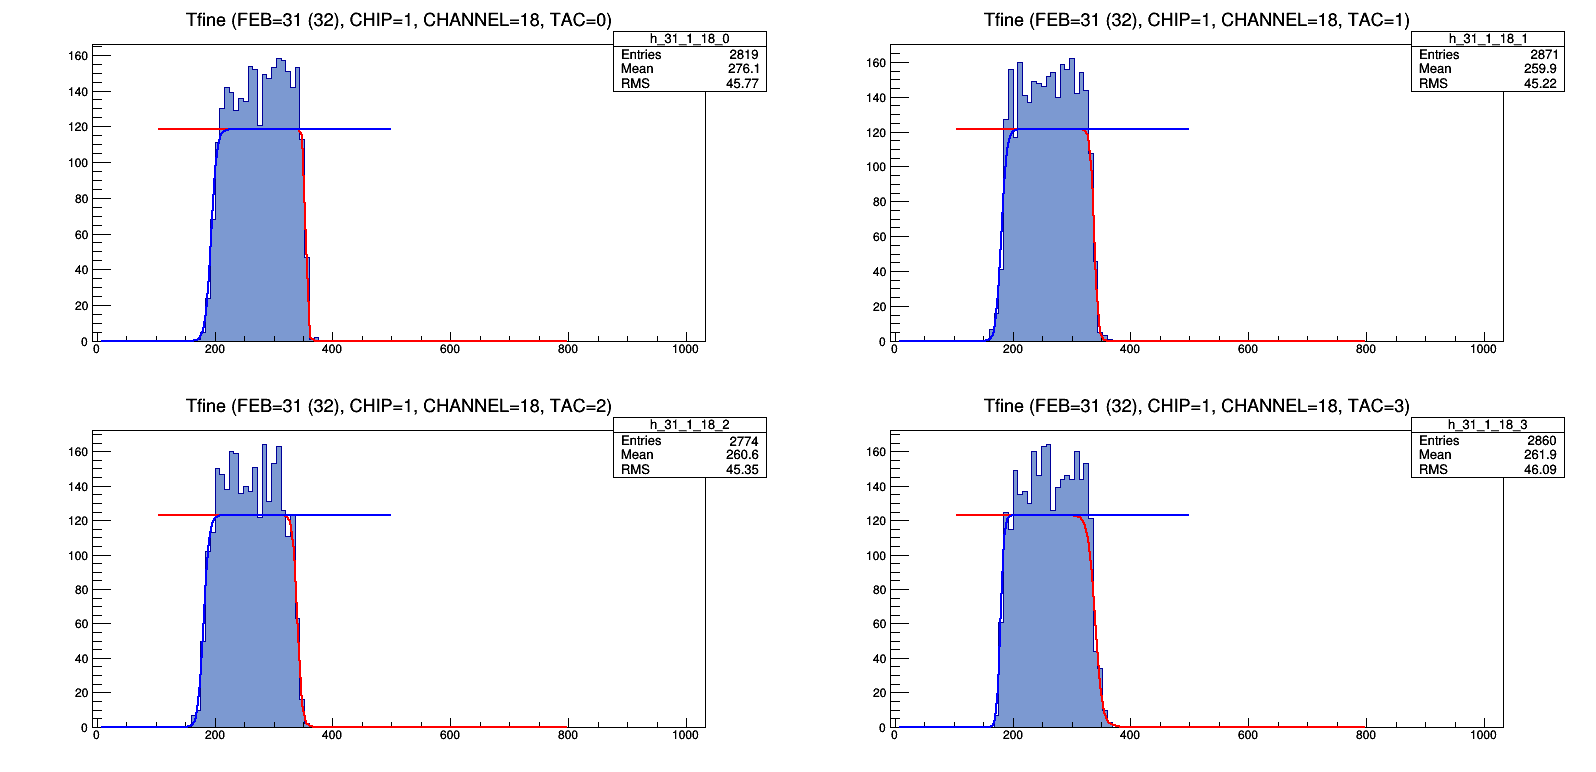 Tfine (FEB=31 (32), CHIP=1, CHANNEL=18, TAC=0)
h_31_1_18_0
Entries 2819
Mean 276.1
RMS 45.77
160
140
120
100
80
60
40
20
0
0 200 400 600 800 1000
Tfine (FEB=31 (32), CHIP=1, CHANNEL=18, TAC=1)
h_31_1_18_1
Entries 2871
Mean 259.9
RMS 45.22
160
140
120
100
80
60
40
20
0
0 200 400 600 800 1000
Tfine (FEB=31 (32), CHIP=1, CHANNEL=18, TAC=2)
h_31_1_18_2
Entries 2774
Mean 260.6
RMS 45.35
160
140
120
100
80
60
40
20
0
0 200 400 600 800 1000
Tfine (FEB=31 (32), CHIP=1, CHANNEL=18, TAC=3)
h_31_1_18_3
Entries 2860
Mean 261.9
RMS 46.09
160
140
120
100
80
60
40
20
0
0 200 400 600 800 1000